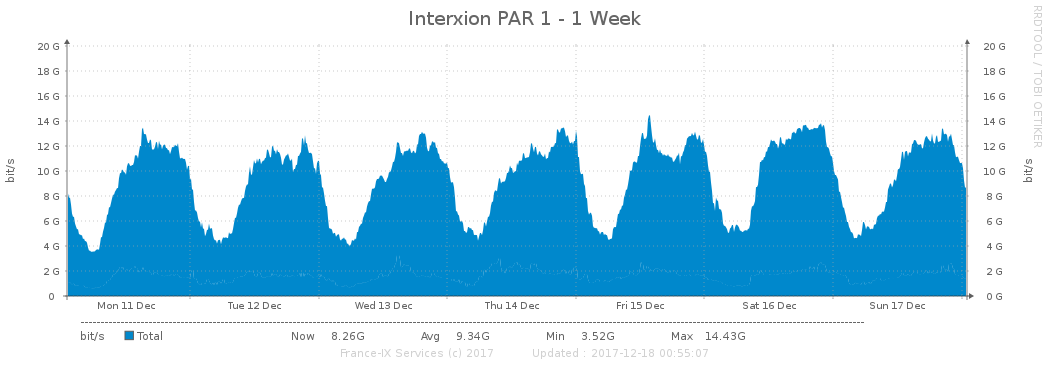 Interxion PAR 1 - 1 Week
RRDTOOL / TOBI OETIKER
20 G 20 G
18 G 18 G
16 G 16 G
14 G 14 G
12 G 12 G
10 G 10 G
8 G 8 G
6 G 6 G
4 G 4 G
2 G 2 G
0 0 G
bit/s bit/s
Mon 11 Dec Tue 12 Dec Wed 13 Dec Thu 14 Dec Fri 15 Dec Sat 16 Dec Sun 17 Dec
bit/s Total Now 8.26G Avg 9.34G Min 3.52G Max 14.43G
France-IX Services (c) 2017 Updated : 2017-12-18 00:55:07